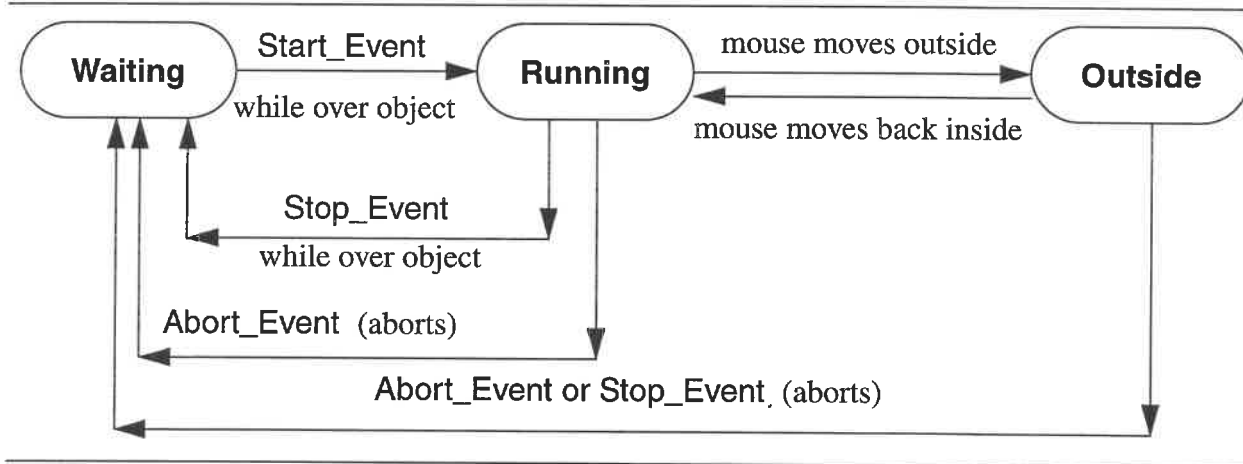 Waiting
Start_Event
while over object
Running
mouse moves outside
mouse moves back inside
Outside
Stop_Event
while over object
Abort_Event (aborts)
Abort_Event or Stop_Event (aborts)